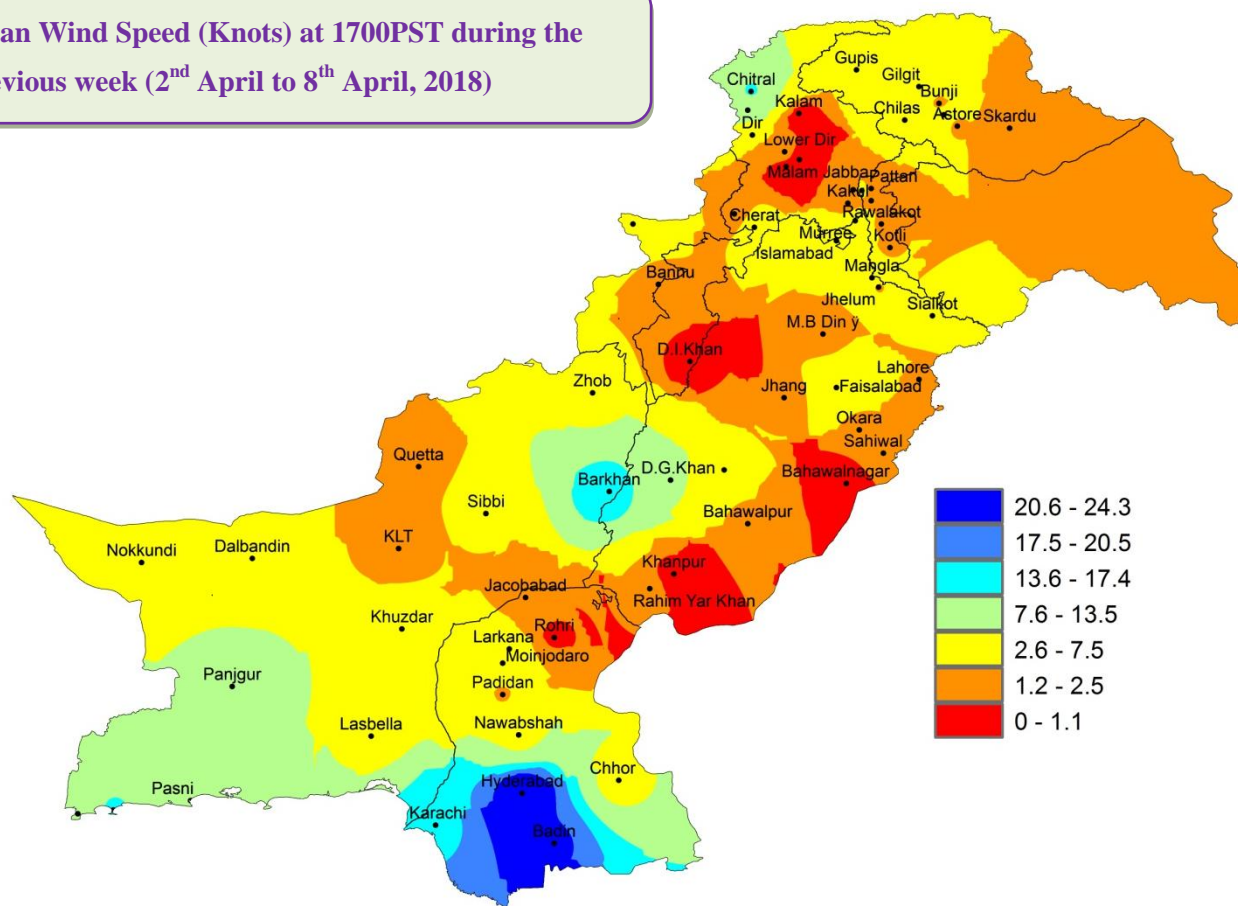 an Wind Speed (Knots) at 1700PST during the
evious week (2nd April to 8th April, 2018)
Gupis
Gilgit
Chitral
Bunji
Kalam
Chilas
Astore
Skardu
Dir
Lower Dir
Malam Jabba
Pattan
Cherat
Rawalakot
Murree
Kotli
Islamabad
Mangla
Bannu
Jhelum
Sialkot
M.B Din ÿ
D.I.Khan
Zhob
Lahore
Jhang
Faisalabad
Okara
Sahiwal
Quetta
D.G.Khan
Bahawalnagar
Barkhan
Sibbi
Bahawalpur
Nokkundi
Dalbandin
KLT
Khanpur
Jacobabad
Rahim Yar Khan
Khuzdar
Rohri
Larkana
Moinjodaro
Panjgur
Padidan
Lasbella
Nawabshah
Chhor
Pasni
Hyderabad
Karachi
Badin
20.6 - 24.3
17.5 - 20.5
13.6 - 17.4
7.6 - 13.5
2.6 - 7.5
1.2 - 2.5
0 - 1.1